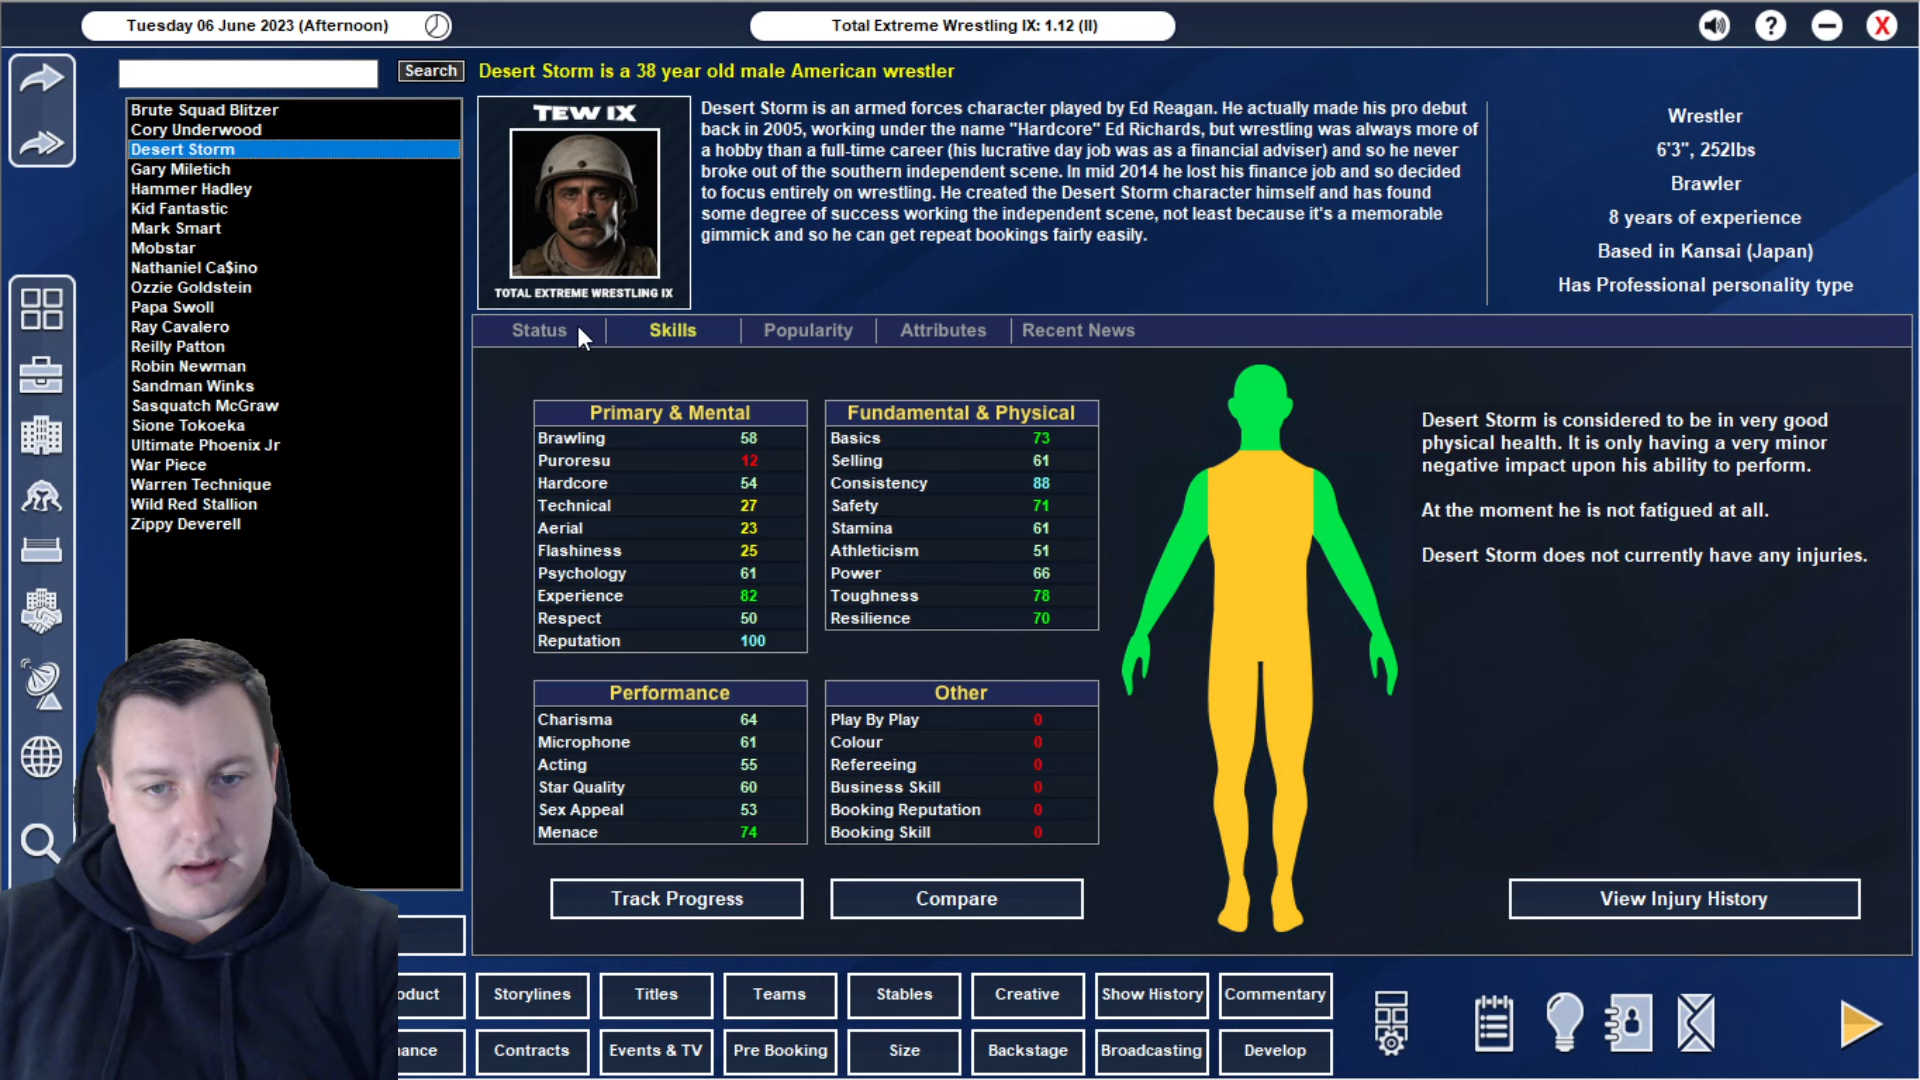 Tuesday 06 June 2023 (Afternoon)
Total Extreme Wrestling IX: 1.12 (II)
?
X
Search
Desert Storm is a 38 year old male American wrestler
Brute Squad Blitzer
Cory Underwood
Desert Storm
Gary Miletich
Hammer Hadley
Kid Fantastic
Mark Smart
Mobstar
Nathaniel Ca$ino
Ozzie Goldstein
Papa Swoll
Ray Cavalero
Reilly Patton
Robin Newman
Sandman Winks
Sasquatch McGraw
Sione Tokoeka
Ultimate Phoenix Jr
War Piece
Warren Technique
Wild Red Stallion
Zippy Deverell
TEW IX
TOTAL EXTREME WRESTLING IX
Desert Storm is an armed forces character played by Ed Reagan. He actually made his pro debut
back in 2005, working under the name "Hardcore" Ed Richards, but wrestling was always more of
a hobby than a full-time career (his lucrative day job was as a financial adviser) and so he never
broke out of the southern independent scene. In mid 2014 he lost his finance job and so decided
to focus entirely on wrestling. He created the Desert Storm character himself and has found
some degree of success working the independent scene, not least because it's a memorable
gimmick and so he can get repeat bookings fairly easily.
Wrestler
6'3", 252lbs
Brawler
8 years of experience
Based in Kansai (Japan)
Has Professional personality type
Status
Skills
Popularity
Attributes
Recent News
Primary & Mental
Brawling 58
Puroresu 12
Hardcore 54
Technical 27
Aerial 23
Flashiness 25
Psychology 61
Experience 82
Respect 50
Reputation 100
Fundamental & Physical
Basics 73
Selling 61
Consistency 88
Safety 71
Stamina 61
Athleticism 51
Power 66
Toughness 78
Resilience 70
Performance
Charisma 64
Microphone 61
Acting 55
Star Quality 60
Sex Appeal 53
Menace 74
Other
Play By Play 0
Colour 0
Refereeing 0
Business Skill 0
Booking Reputation 0
Booking Skill 0
Desert Storm is considered to be in very good
physical health. It is only having a very minor
negative impact upon his ability to perform.
At the moment he is not fatigued at all.
Desert Storm does not currently have any injuries.
Track Progress
Compare
View Injury History
oduct
Storylines
Titles
Teams
Stables
Creative
Show History
Commentary
ance
Contracts
Events & TV
Pre Booking
Size
Backstage
Broadcasting
Develop